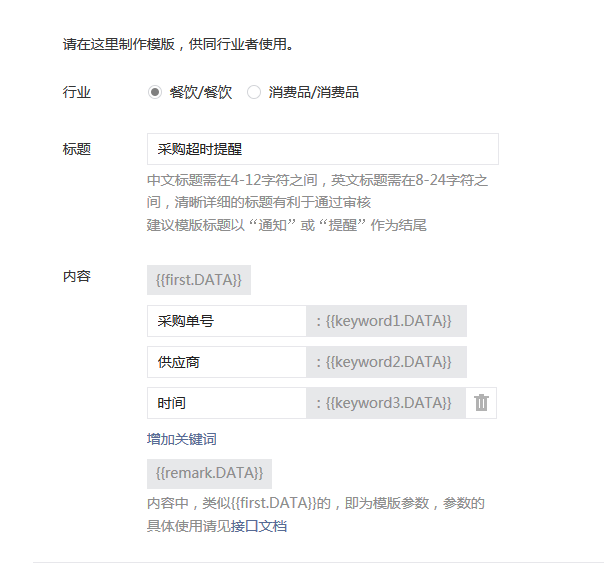 请在这里制作模版，供同行业者使用。
行业 餐饮/餐饮 消费品/消费品
标题 采购超时提醒
中文标题需在4-12字符之间，英文标题需在8-24字符之
间，清晰详细的标题有利于通过审核
建议模版标题以“通知”或“提醒”作为结尾
内容 {{first.DATA}}
采购单号 : {{keyword1.DATA}}
供应商 : {{keyword2.DATA}}
时间 : {{keyword3.DATA}}
增加关键词
{{remark.DATA}}
内容中，类似{{first.DATA}}的，即为模版参数，参数的
具体使用请见接口文档